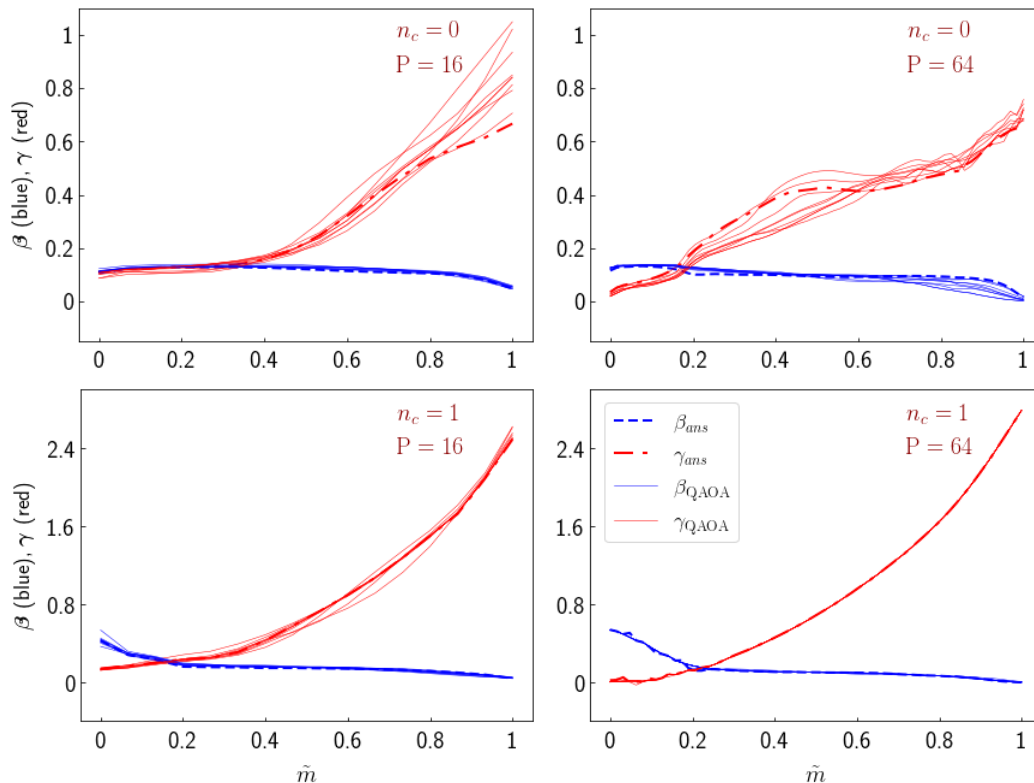 n_c = 0
P = 16
1
0.8
0.6
0.4
0.2
0
β (blue), γ (red)
0 0.2 0.4 0.6 0.8 1
n_c = 0
P = 64
1
0.8
0.6
0.4
0.2
0
0 0.2 0.4 0.6 0.8 1
n_c = 1
P = 16
2.4
1.6
0.8
0
β (blue), γ (red)
0 0.2 0.4 0.6 0.8 1
m̃
n_c = 1
P = 64
β_ans
γ_ans
β_QAOA
γ_QAOA
2.4
1.6
0.8
0
0 0.2 0.4 0.6 0.8 1
m̃